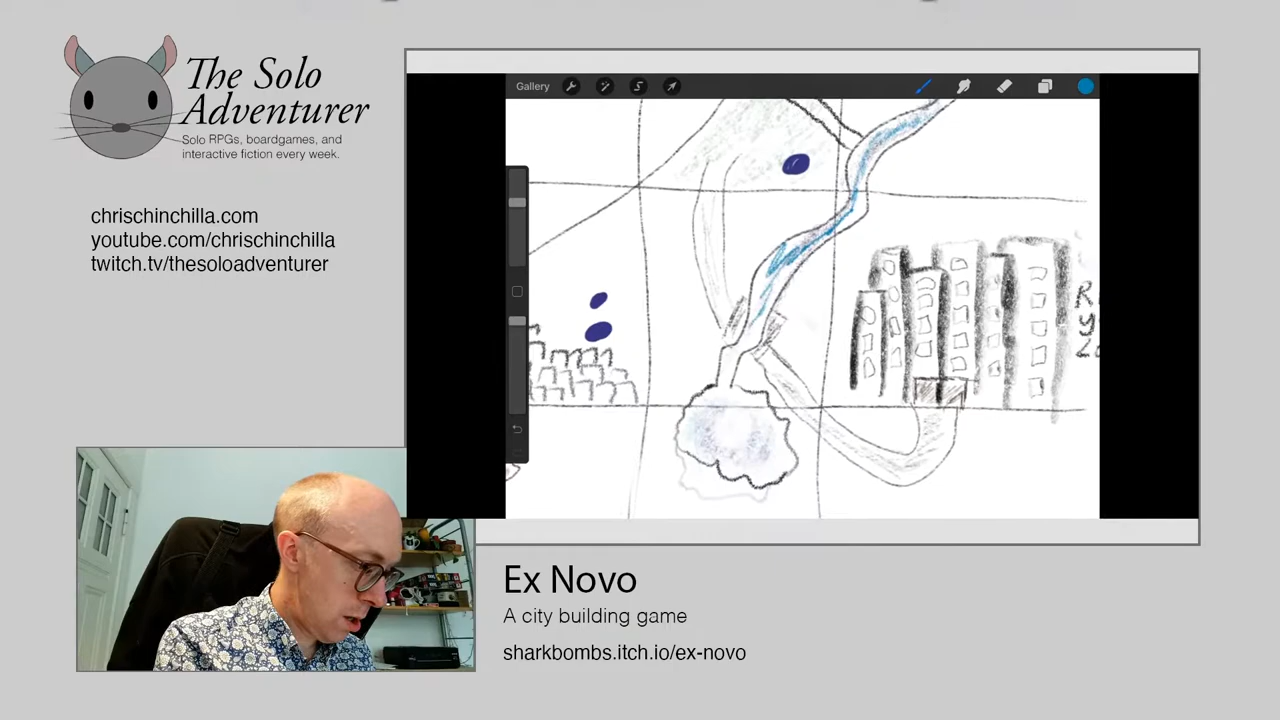 The Solo
Adventurer
Solo RPGs, boardgames, and
interactive fiction every week.
chrischinchilla.com
youtube.com/chrischinchilla
twitch.tv/thesoloadventurer
Gallery
Ex Novo
A city building game
sharkbombs.itch.io/ex-novo